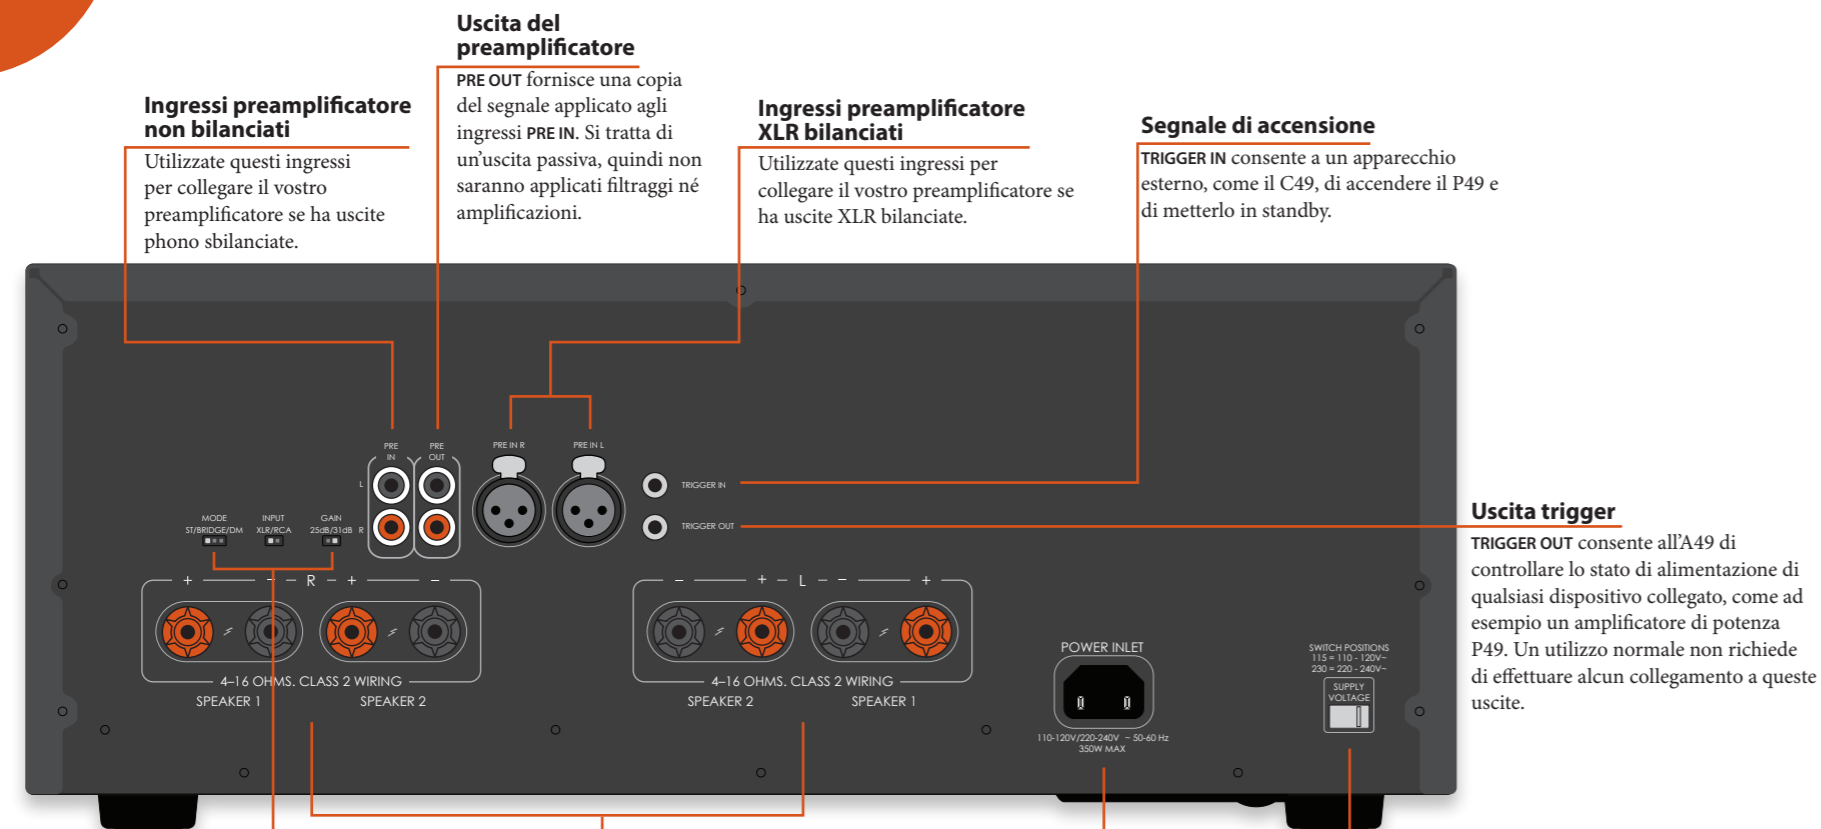 Uscita del
preamplificatore
PRE OUT fornisce una copia
del segnale applicato agli
ingressi PRE IN. Si tratta di
un'uscita passiva, quindi non
saranno applicati filtraggi né
amplificazioni.
Ingressi preamplificatore
non bilanciati
Utilizzate questi ingressi
per collegare il vostro
preamplificatore se ha uscite
phono sbilanciate.
Ingressi preamplificatore
XLR bilanciati
Utilizzate questi ingressi per
collegare il vostro preamplificatore se
ha uscite XLR bilanciate.
Segnale di accensione
TRIGGER IN consente a un apparecchio
esterno, come il C49, di accendere il P49 e
di metterlo in standby.
Uscita trigger
TRIGGER OUT consente all'A49 di
controllare lo stato di alimentazione di
qualsiasi dispositivo collegato, come ad
esempio un amplificatore di potenza
P49. Un utilizzo normale non richiede
di effettuare alcun collegamento a queste
uscite.
PRE
IN
PRE
OUT
PRE IN R
PRE IN L
L
R
TRIGGER IN
TRIGGER OUT
MODE
ST/BRIDGE/DM
INPUT
XLR/RCA
GAIN
25dB/31dB
+ – R + –
– + L – +
4–16 OHMS. CLASS 2 WIRING
SPEAKER 1 SPEAKER 2
4–16 OHMS. CLASS 2 WIRING
SPEAKER 2 SPEAKER 1
POWER INLET
110-120V/220-240V ~ 50-60 Hz
350W MAX
SWITCH POSITIONS
115 = 110 - 120V~
230 = 220 - 240V~
SUPPLY
VOLTAGE